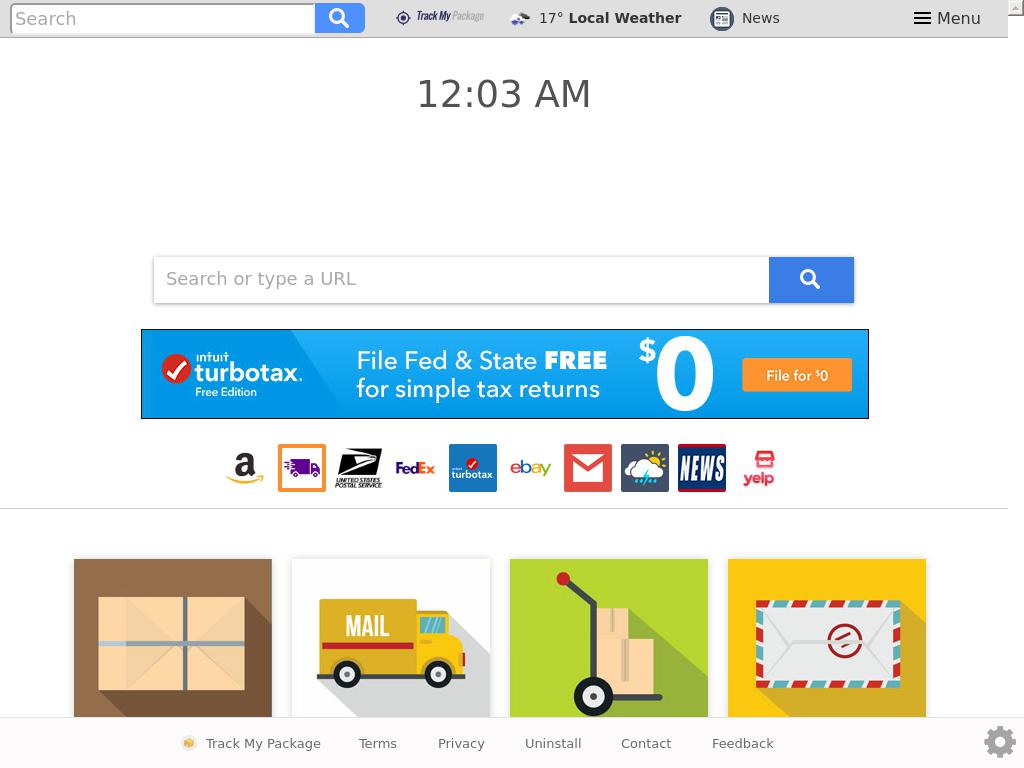 Search
Track My Package
17° Local Weather
News
Menu
12:03 AM
Search or type a URL
intuit
turbotax.
Free Edition
File Fed & State FREE
for simple tax returns
$0
File for $0
a
UNITED STATES
POSTAL SERVICE
FedEx
intuit
turbotax
ebay
NEWS
yelp
MAIL
Track My Package
Terms
Privacy
Uninstall
Contact
Feedback